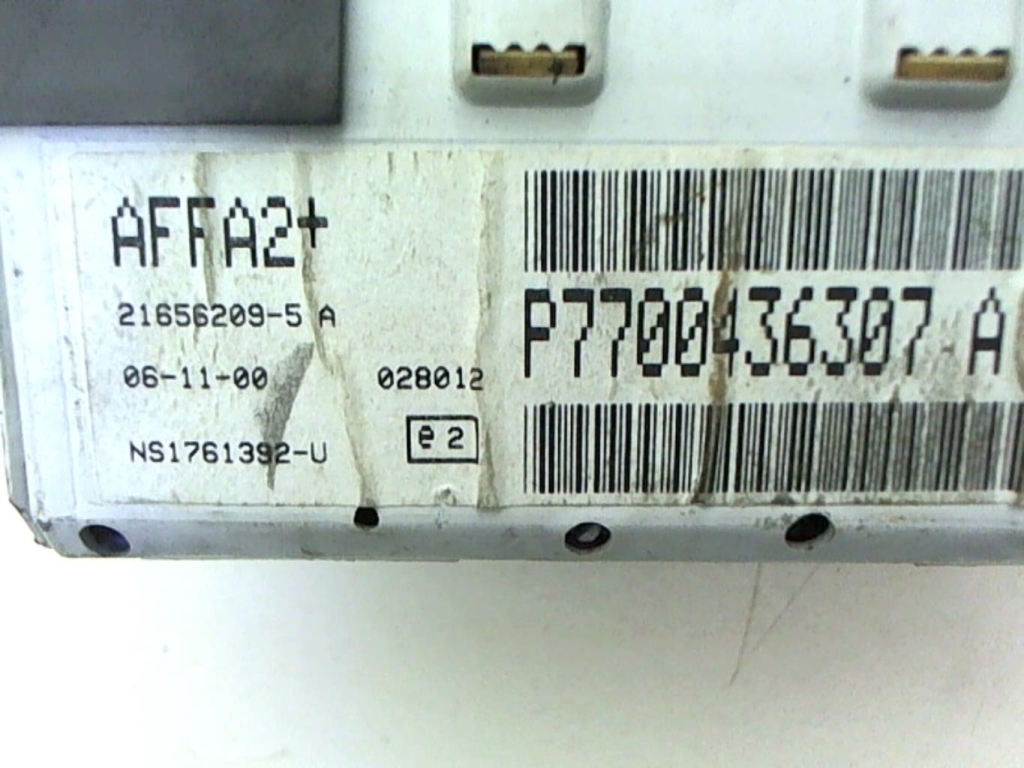 AFFA2+
21656209-5 A
06-11-00 028012
NS1761392-U e 2
P7700436307 A